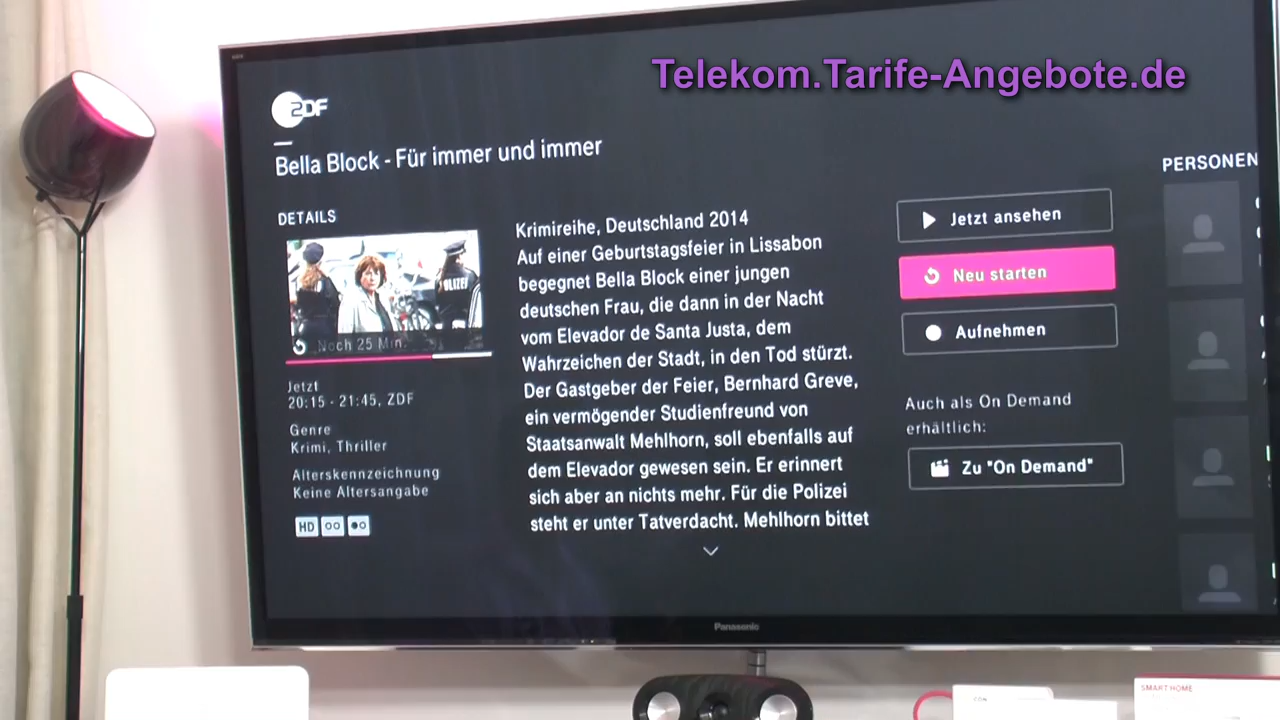 Telekom.Tarife-Angebote.de
ZDF
Bella Block - Für immer und immer
PERSONEN
DETAILS
POLIZEI
Noch 25 Min.
Jetzt
20:15 - 21:45, ZDF
Genre
Krimi, Thriller
Alterskennzeichnung
Keine Altersangabe
HD
Krimireihe, Deutschland 2014
Auf einer Geburtstagsfeier in Lissabon
begegnet Bella Block einer jungen
deutschen Frau, die dann in der Nacht
vom Elevador de Santa Justa, dem
Wahrzeichen der Stadt, in den Tod stürzt.
Der Gastgeber der Feier, Bernhard Greve,
ein vermögender Studienfreund von
Staatsanwalt Mehlhorn, soll ebenfalls auf
dem Elevador gewesen sein. Er erinnert
sich aber an nichts mehr. Für die Polizei
steht er unter Tatverdacht. Mehlhorn bittet
Jetzt ansehen
Neu starten
Aufnehmen
Auch als On Demand
erhältlich:
Zu "On Demand"
Panasonic
SMART HOME